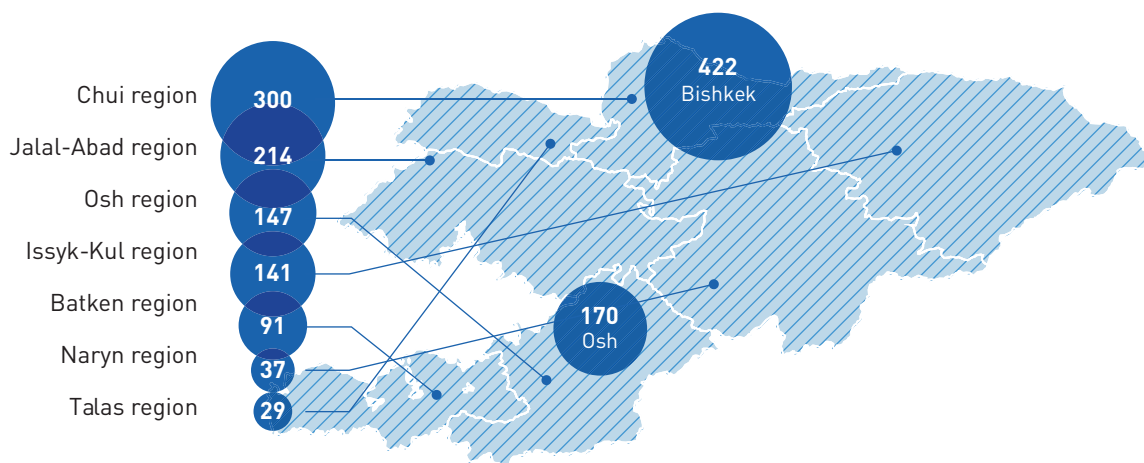 Chui region 300
Jalal-Abad region 214
Osh region 147
Issyk-Kul region 141
Batken region 91
Naryn region 37
Talas region 29
422
Bishkek
170
Osh